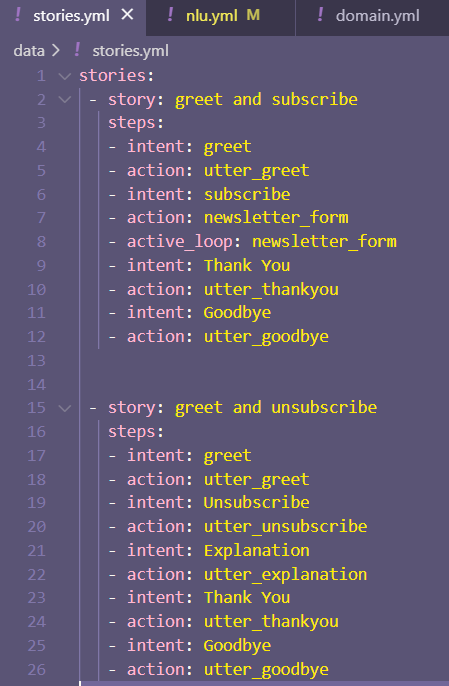 ! stories.yml ✕ ! nlu.yml M ! domain.yml
data > ! stories.yml
1 stories:
2 - story: greet and subscribe
3 steps:
4 - intent: greet
5 - action: utter_greet
6 - intent: subscribe
7 - action: newsletter_form
8 - active_loop: newsletter_form
9 - intent: Thank You
10 - action: utter_thankyou
11 - intent: Goodbye
12 - action: utter_goodbye
13
14
15 - story: greet and unsubscribe
16 steps:
17 - intent: greet
18 - action: utter_greet
19 - intent: Unsubscribe
20 - action: utter_unsubscribe
21 - intent: Explanation
22 - action: utter_explanation
23 - intent: Thank You
24 - action: utter_thankyou
25 - intent: Goodbye
26 - action: utter_goodbye